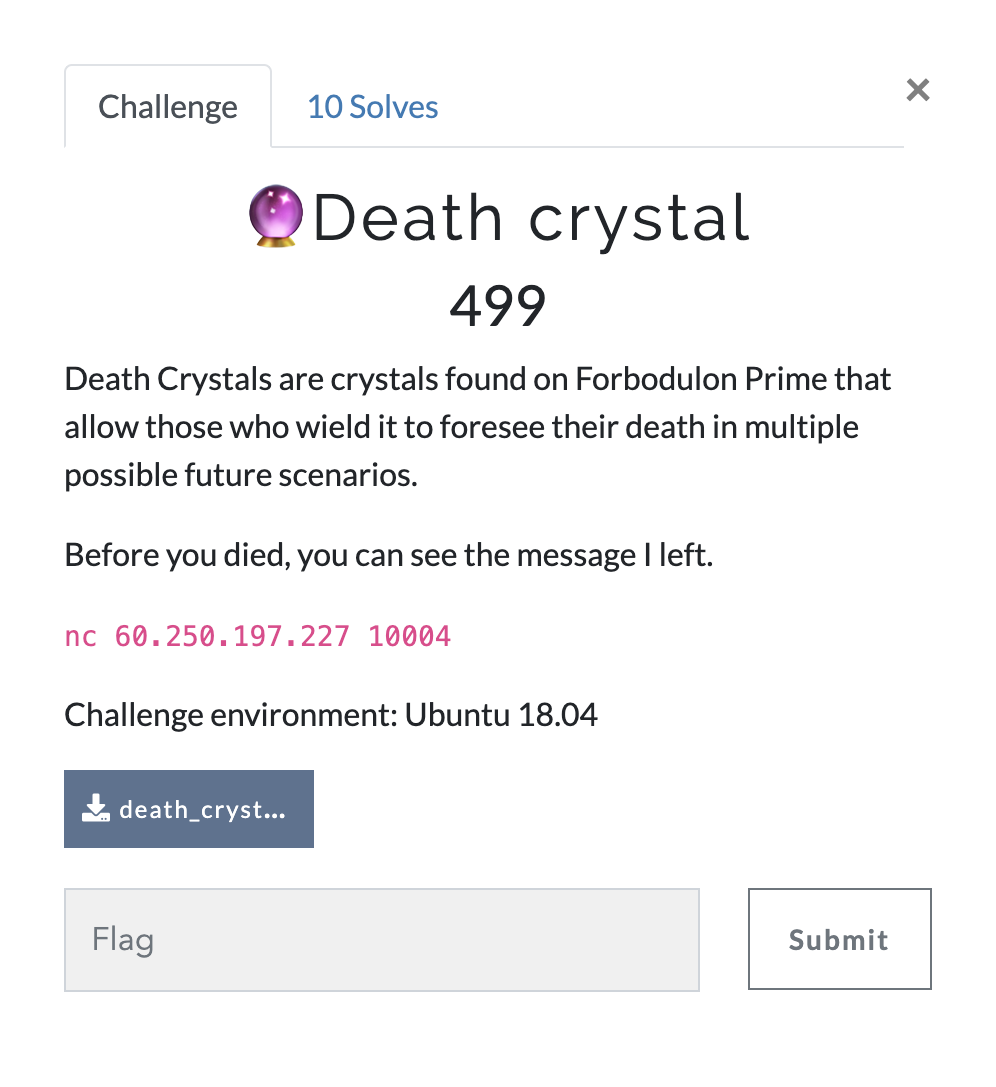 Challenge
10 Solves
×
🔮Death crystal
499
Death Crystals are crystals found on Forbodulon Prime that
allow those who wield it to foresee their death in multiple
possible future scenarios.
Before you died, you can see the message I left.
nc 60.250.197.227 10004
Challenge environment: Ubuntu 18.04
death_cryst...
Flag
Submit